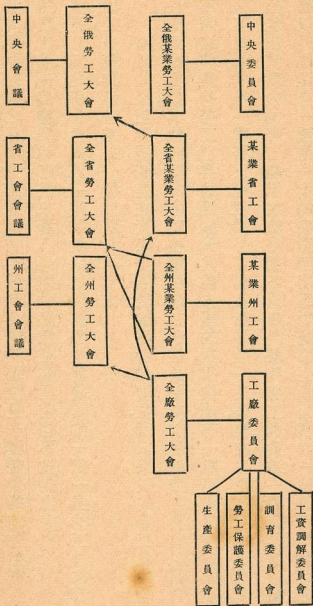 中央委員會
全俄某業勞工大會
全俄勞工大會
中央會議
某業省工會
全省某業勞工大會
全省勞工大會
省工會會議
某業州工會
全州某業勞工大會
全州勞工大會
州工會會議
工廠委員會
全廠勞工大會
工資調解委員會
訓育委員會
勞工保護委員會
生產委員會